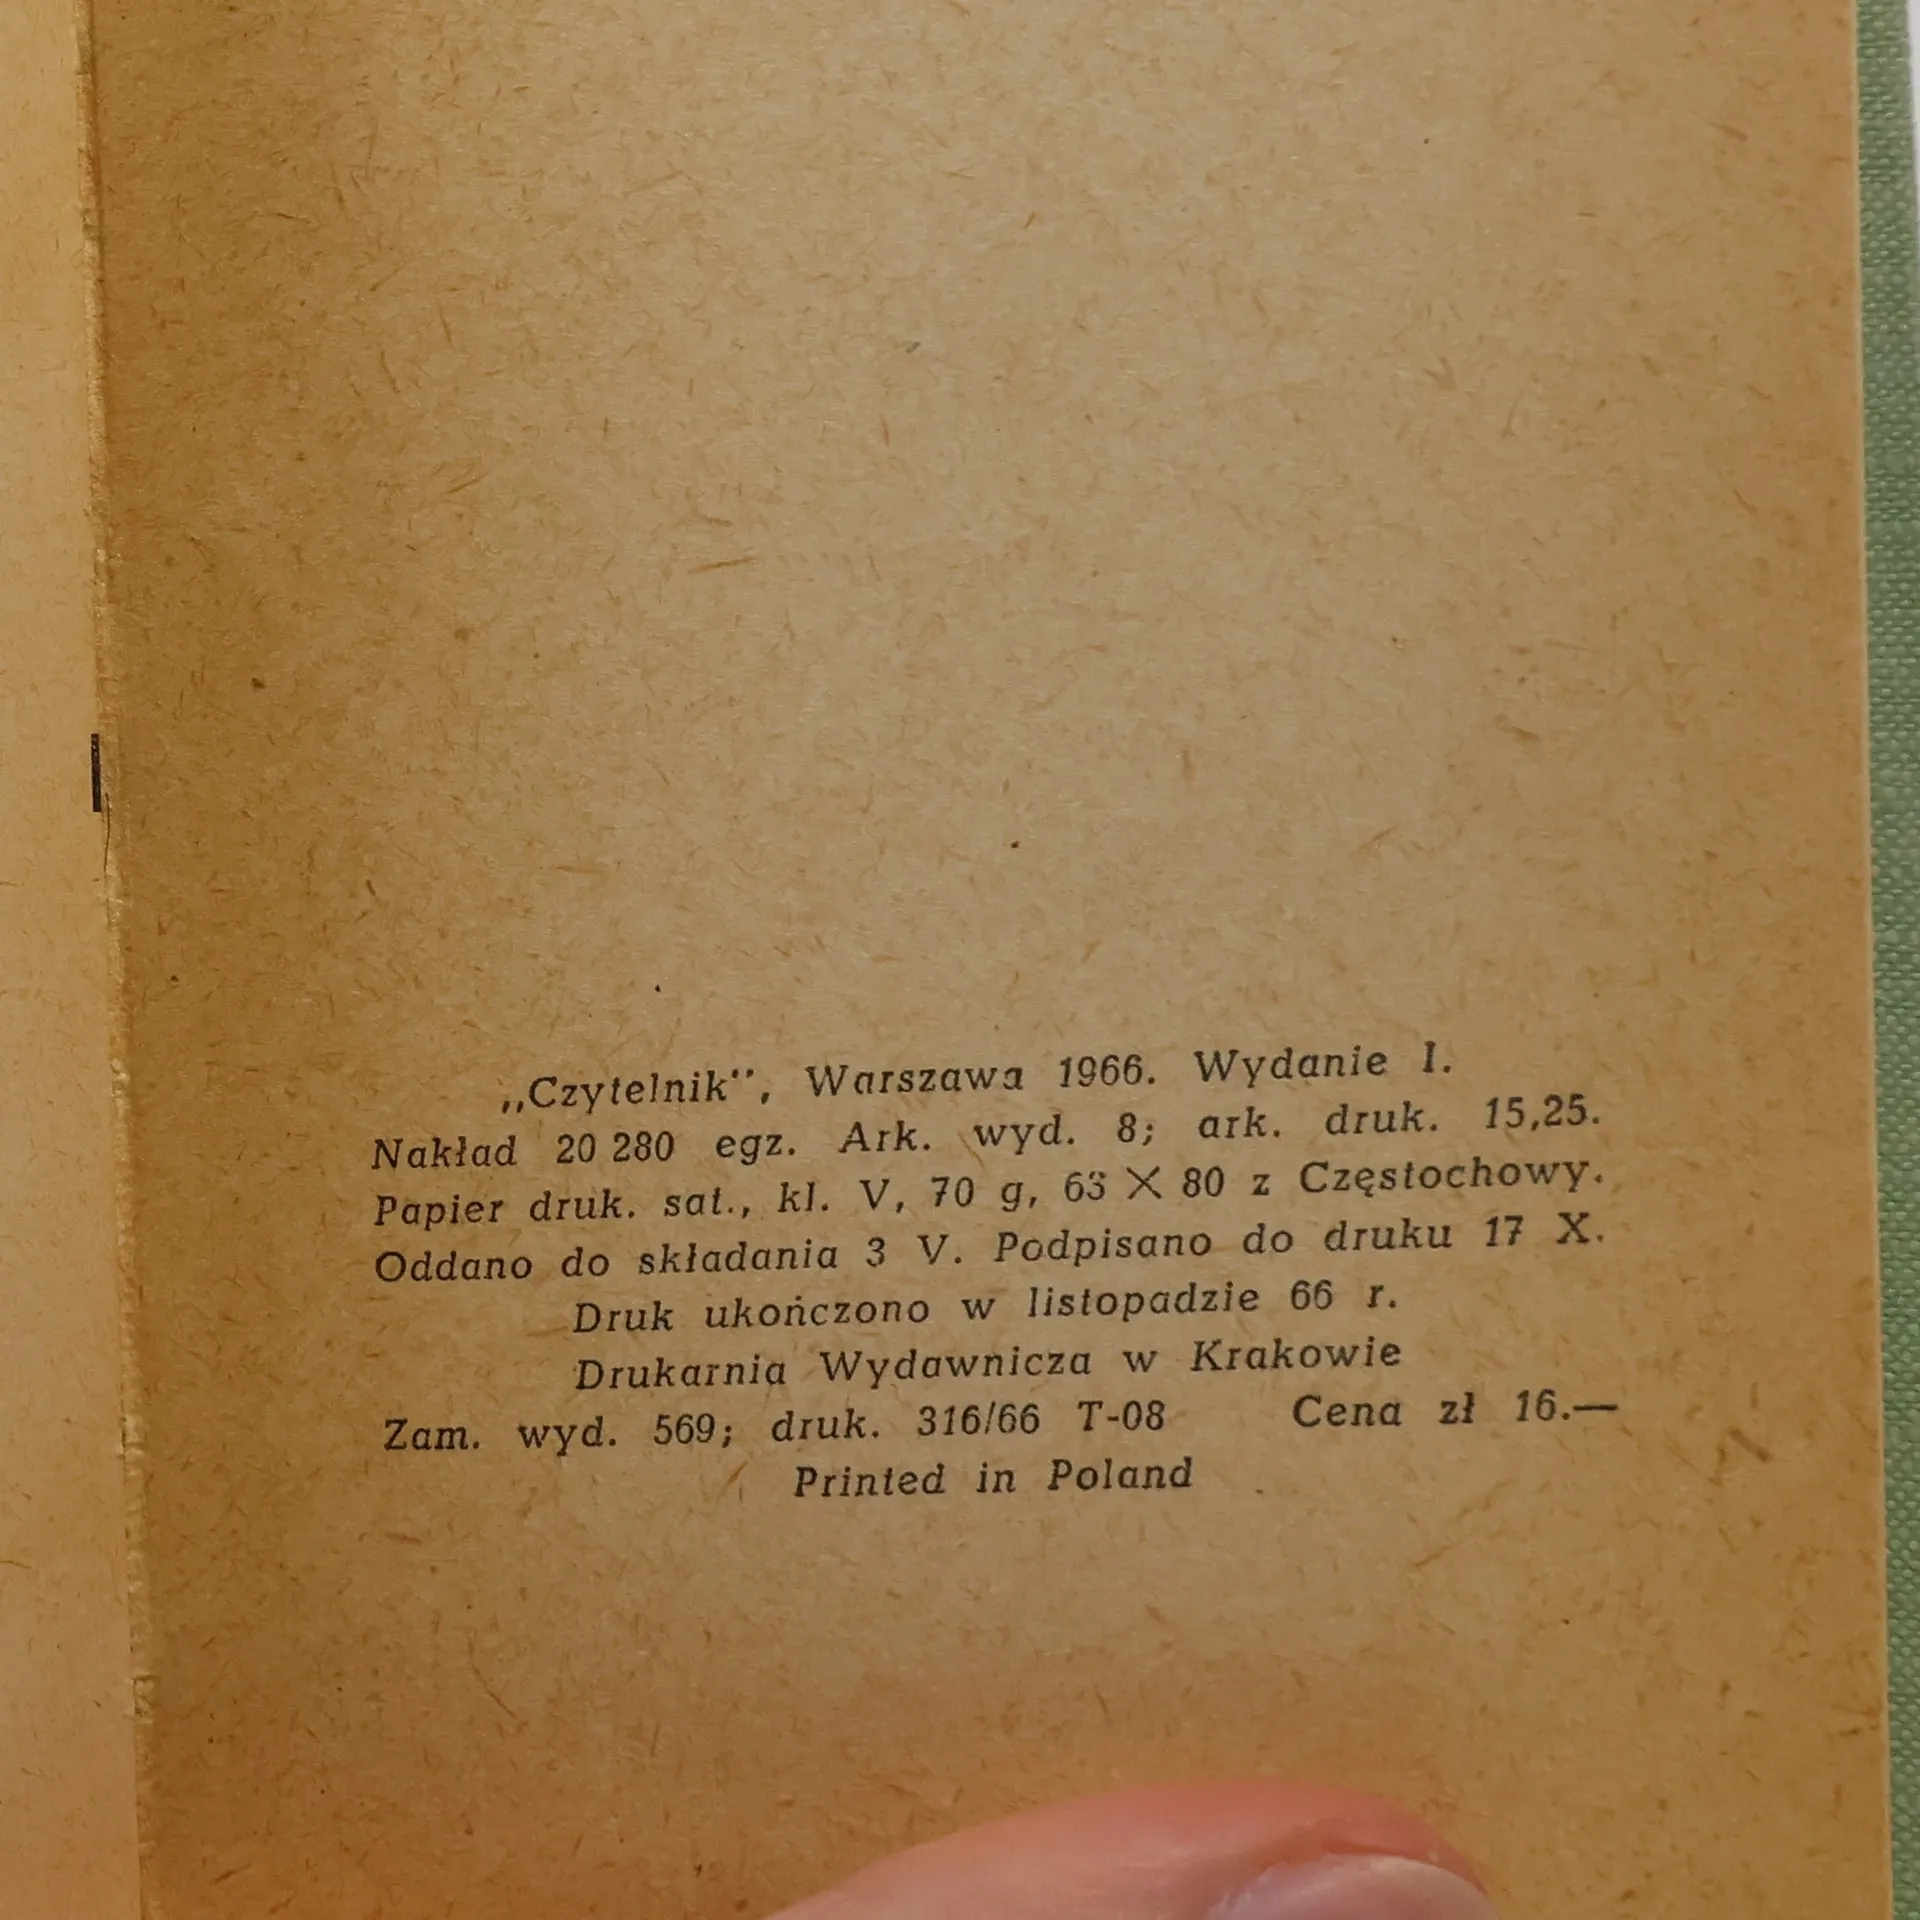 „Czytelnik”, Warszawa 1966. Wydanie I.
Nakład 20 280 egz. Ark. wyd. 8; ark. druk. 15,25.
Papier druk. sat., kl. V, 70 g, 63 × 80 z Częstochowy.
Oddano do składania 3 V. Podpisano do druku 17 X.
Druk ukończono w listopadzie 66 r.
Drukarnia Wydawnicza w Krakowie
Zam. wyd. 569; druk. 316/66 T-08 Cena zł 16.—
Printed in Poland